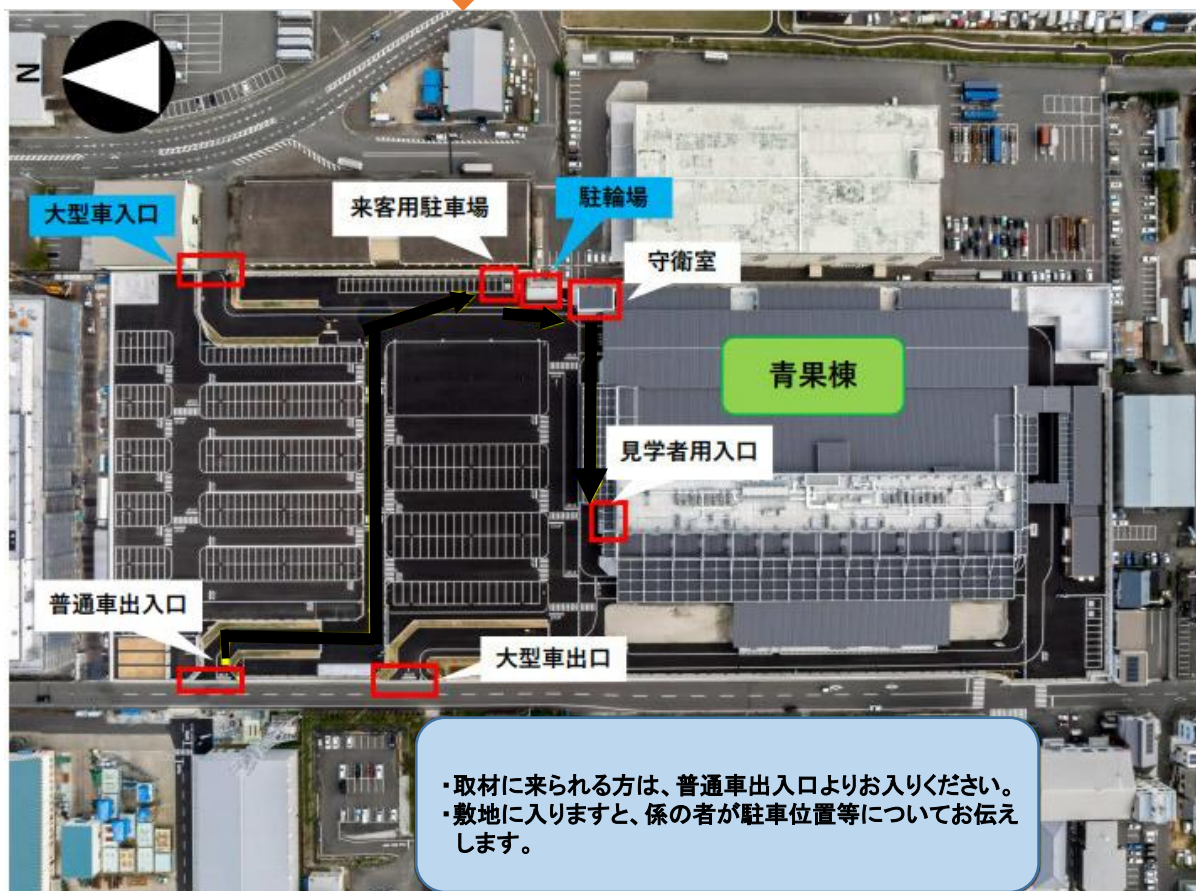 N
大型車入口
来客用駐車場
駐輪場
守衛室
青果棟
見学者用入口
普通車出入口
大型車出口
・取材に来られる方は、普通車出入口よりお入りください。
・敷地に入りますと、係の者が駐車位置等についてお伝え
します。